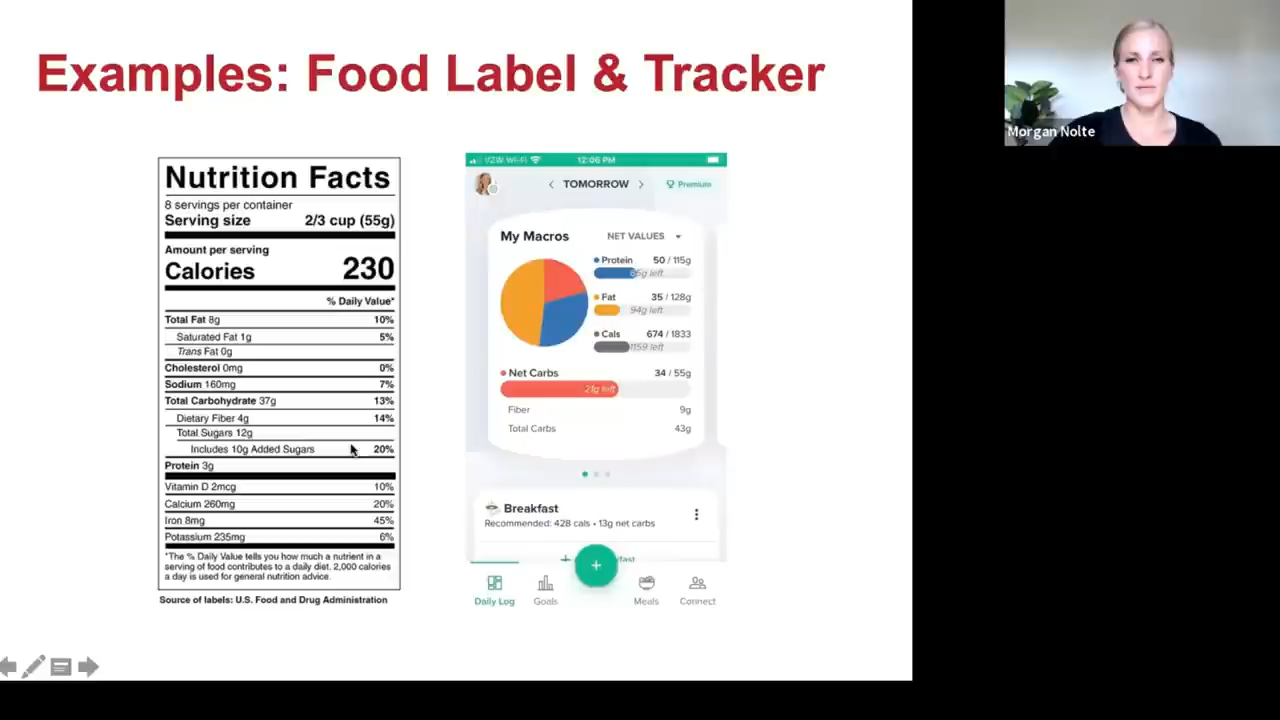 Examples: Food Label & Tracker
Morgan Nolte
Nutrition Facts
8 servings per container
Serving size 2/3 cup (55g)
Amount per serving
Calories 230
% Daily Value*
Total Fat 8g 10%
Saturated Fat 1g 5%
Trans Fat 0g
Cholesterol 0mg 0%
Sodium 160mg 7%
Total Carbohydrate 37g 13%
Dietary Fiber 4g 14%
Total Sugars 12g
Includes 10g Added Sugars 20%
Protein 3g
Vitamin D 2mcg 10%
Calcium 260mg 20%
Iron 8mg 45%
Potassium 235mg 6%
*The % Daily Value tells you how much a nutrient in a
serving of food contributes to a daily diet. 2,000 calories
a day is used for general nutrition advice.
Source of labels: U.S. Food and Drug Administration
VZW Wi-Fi 12:06 PM
TOMORROW Premium
My Macros NET VALUES
Protein 50 / 115g
left
Fat 35 / 128g
94g left
Cals 674 / 1833
1159 left
Net Carbs 34 / 55g
21g left
Fiber 9g
Total Carbs 43g
Breakfast
Recommended: 428 cals • 13g net carbs
Daily Log Goals Meals Connect